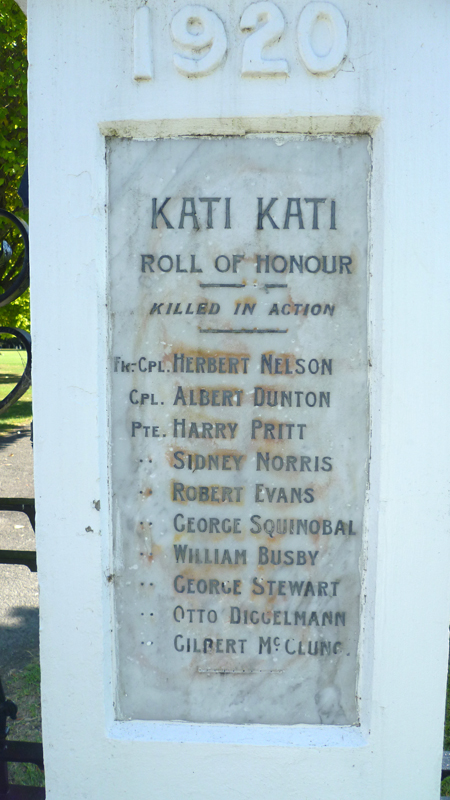 1920
KATI KATI
ROLL OF HONOUR
KILLED IN ACTION
TK-CPL. HERBERT NELSON
CPL. ALBERT DUNTON
PTE. HARRY PRITT
·· SIDNEY NORRIS
·· ROBERT EVANS
·· GEORGE SQUINOBAL
·· WILLIAM BUSBY
·· GEORGE STEWART
·· OTTO DIGGELMANN
·· GILBERT McCLUNG.